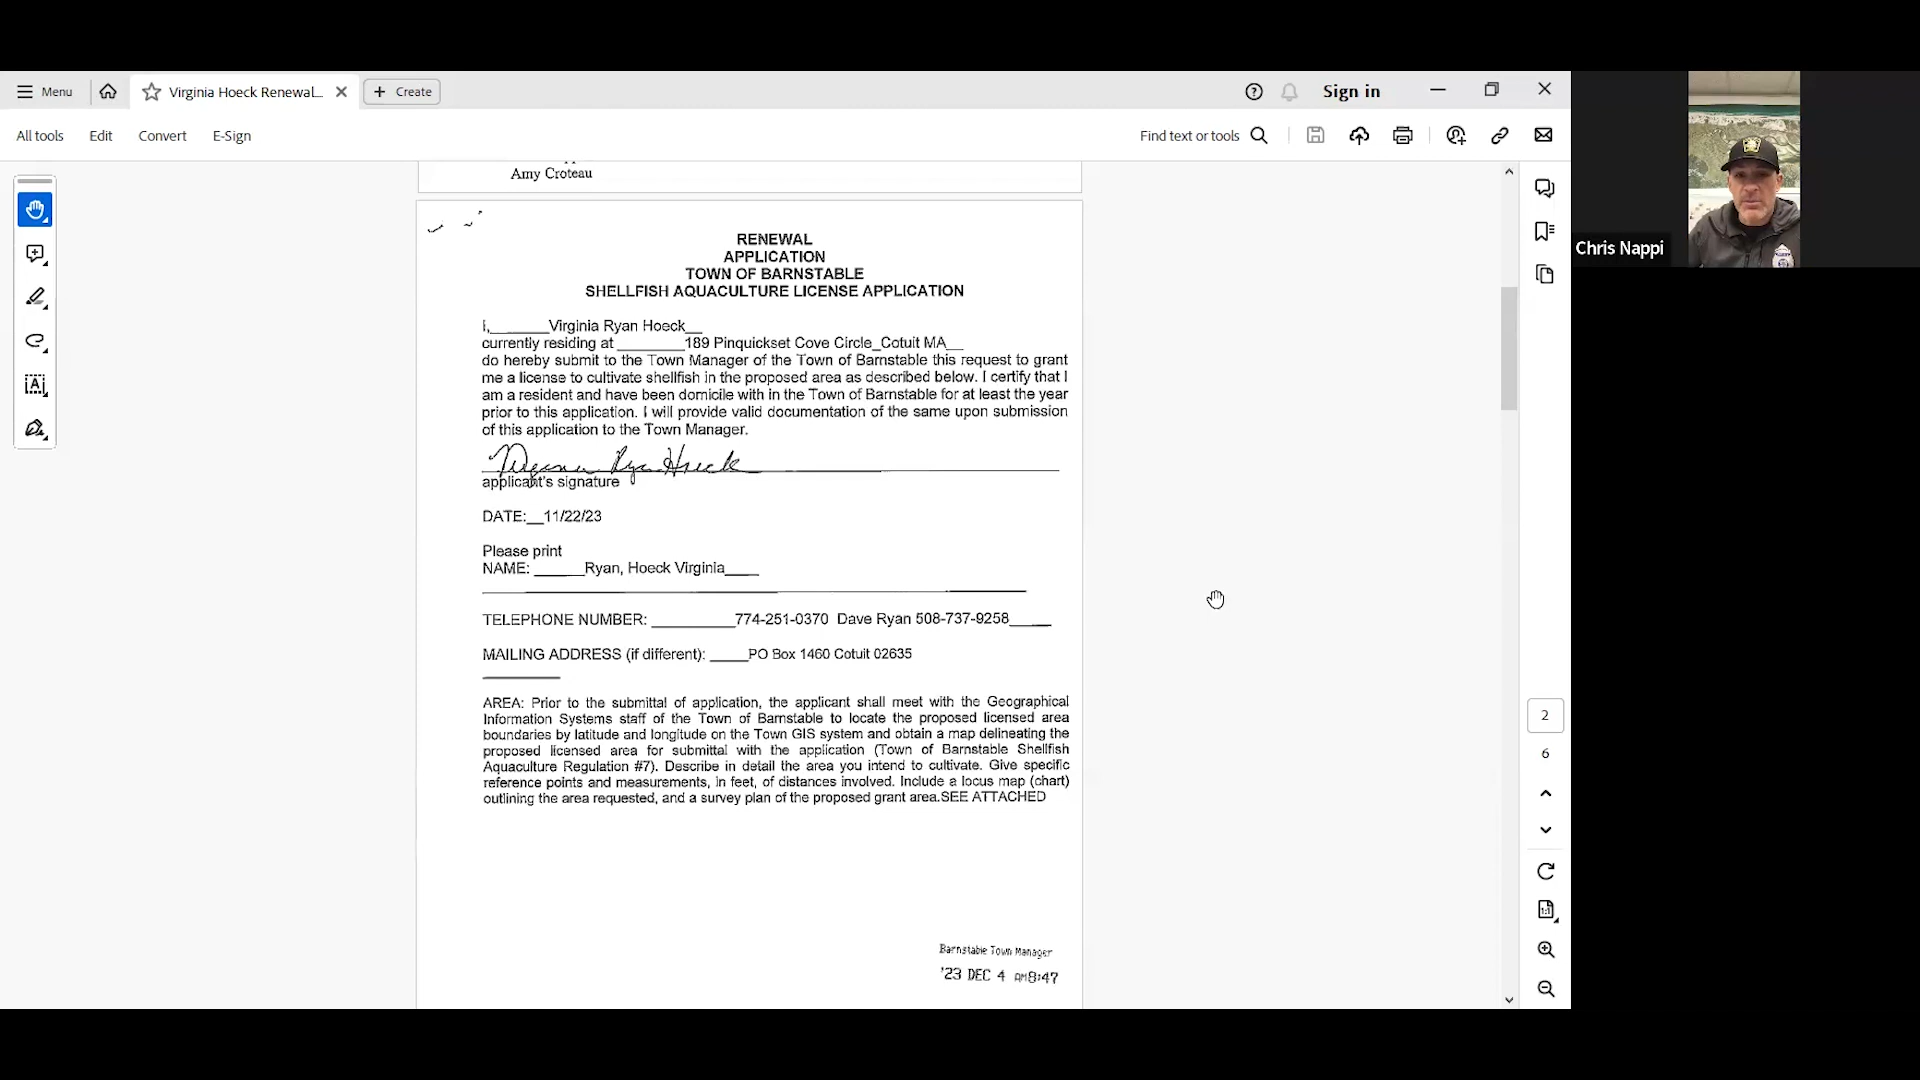 Menu
Virginia Hoeck Renewal...
Create
Sign in
All tools
Edit
Convert
E-Sign
Find text or tools
Amy Croteau
RENEWAL
APPLICATION
TOWN OF BARNSTABLE
SHELLFISH AQUACULTURE LICENSE APPLICATION
I,_______Virginia Ryan Hoeck__
currently residing at ________189 Pinquickset Cove Circle_Cotuit MA__
do hereby submit to the Town Manager of the Town of Barnstable this request to grant
me a license to cultivate shellfish in the proposed area as described below. I certify that I
am a resident and have been domicile with in the Town of Barnstable for at least the year
prior to this application. I will provide valid documentation of the same upon submission
of this application to the Town Manager.
Virginia Ryan Hoeck
applicant's signature
DATE:__11/22/23
Please print
NAME: ______Ryan, Hoeck Virginia____
TELEPHONE NUMBER: __________774-251-0370 Dave Ryan 508-737-9258_____
MAILING ADDRESS (if different): _____PO Box 1460 Cotuit 02635
AREA: Prior to the submittal of application, the applicant shall meet with the Geographical
Information Systems staff of the Town of Barnstable to locate the proposed licensed area
boundaries by latitude and longitude on the Town GIS system and obtain a map delineating the
proposed licensed area for submittal with the application (Town of Barnstable Shellfish
Aquaculture Regulation #7). Describe in detail the area you intend to cultivate. Give specific
reference points and measurements, in feet, of distances involved. Include a locus map (chart)
outlining the area requested, and a survey plan of the proposed grant area.SEE ATTACHED
Barnstable Town Manager
'23 DEC 4 AM8:47
2
6
1:1
Chris Nappi